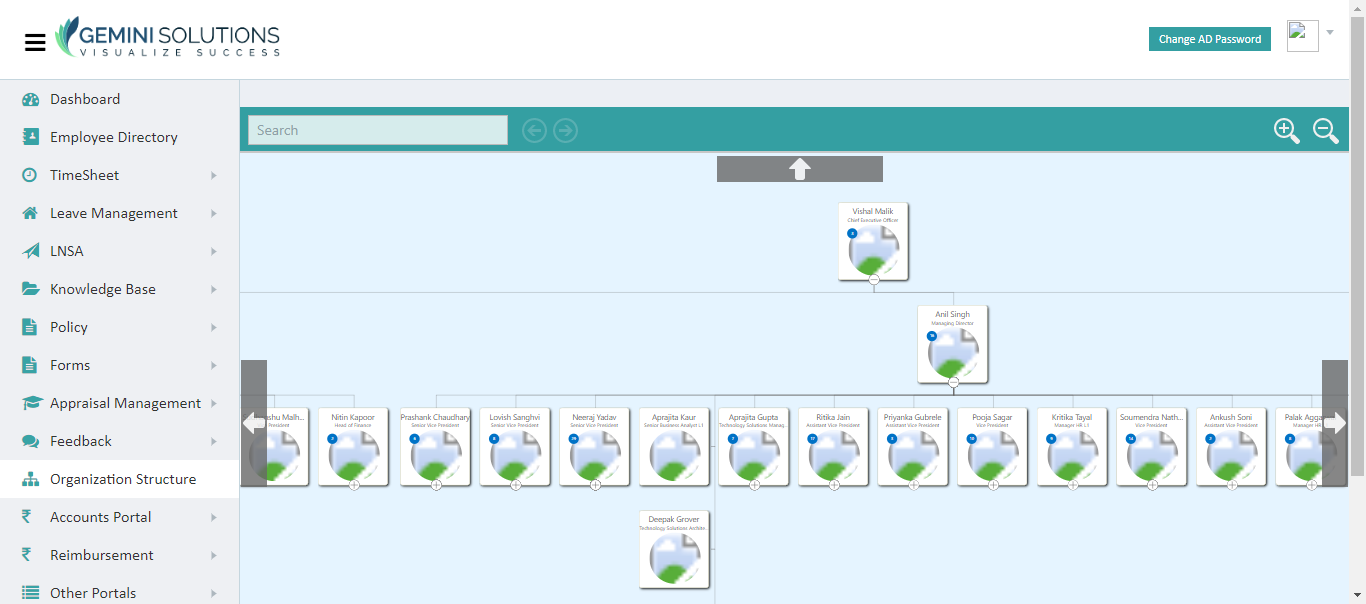 GEMINI SOLUTIONS
VISUALIZE SUCCESS
Change AD Password
Dashboard
Employee Directory
TimeSheet
Leave Management
LNSA
Knowledge Base
Policy
Forms
Appraisal Management
Feedback
Organization Structure
Accounts Portal
Reimbursement
Other Portals
Search
Vishal Malik
Chief Executive Officer
Anil Singh
Managing Director
Malh...
President
Nitin Kapoor
Head of Finance
Prashank Chaudhary
Senior Vice President
Lovish Sanghvi
Senior Vice President
Neeraj Yadav
Senior Vice President
Aprajita Kaur
Senior Business Analyst L1
Aprajita Gupta
Technology Solutions Manag...
Ritika Jain
Assistant Vice President
Priyanka Gubrele
Assistant Vice President
Pooja Sagar
Vice President
Kritika Tayal
Manager HR L1
Soumendra Nath...
Vice President
Ankush Soni
Assistant Vice President
Palak
Manager HR
Deepak Grover
Technology Solutions Archite...